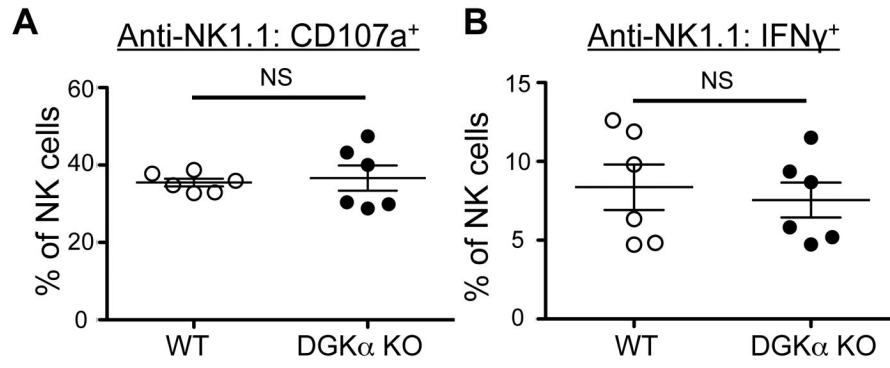 A
Anti-NK1.1: CD107a+
NS
% of NK cells
60
40
20
0
WT
DGKα KO
B
Anti-NK1.1: IFNγ+
NS
% of NK cells
15
10
5
0
WT
DGKα KO